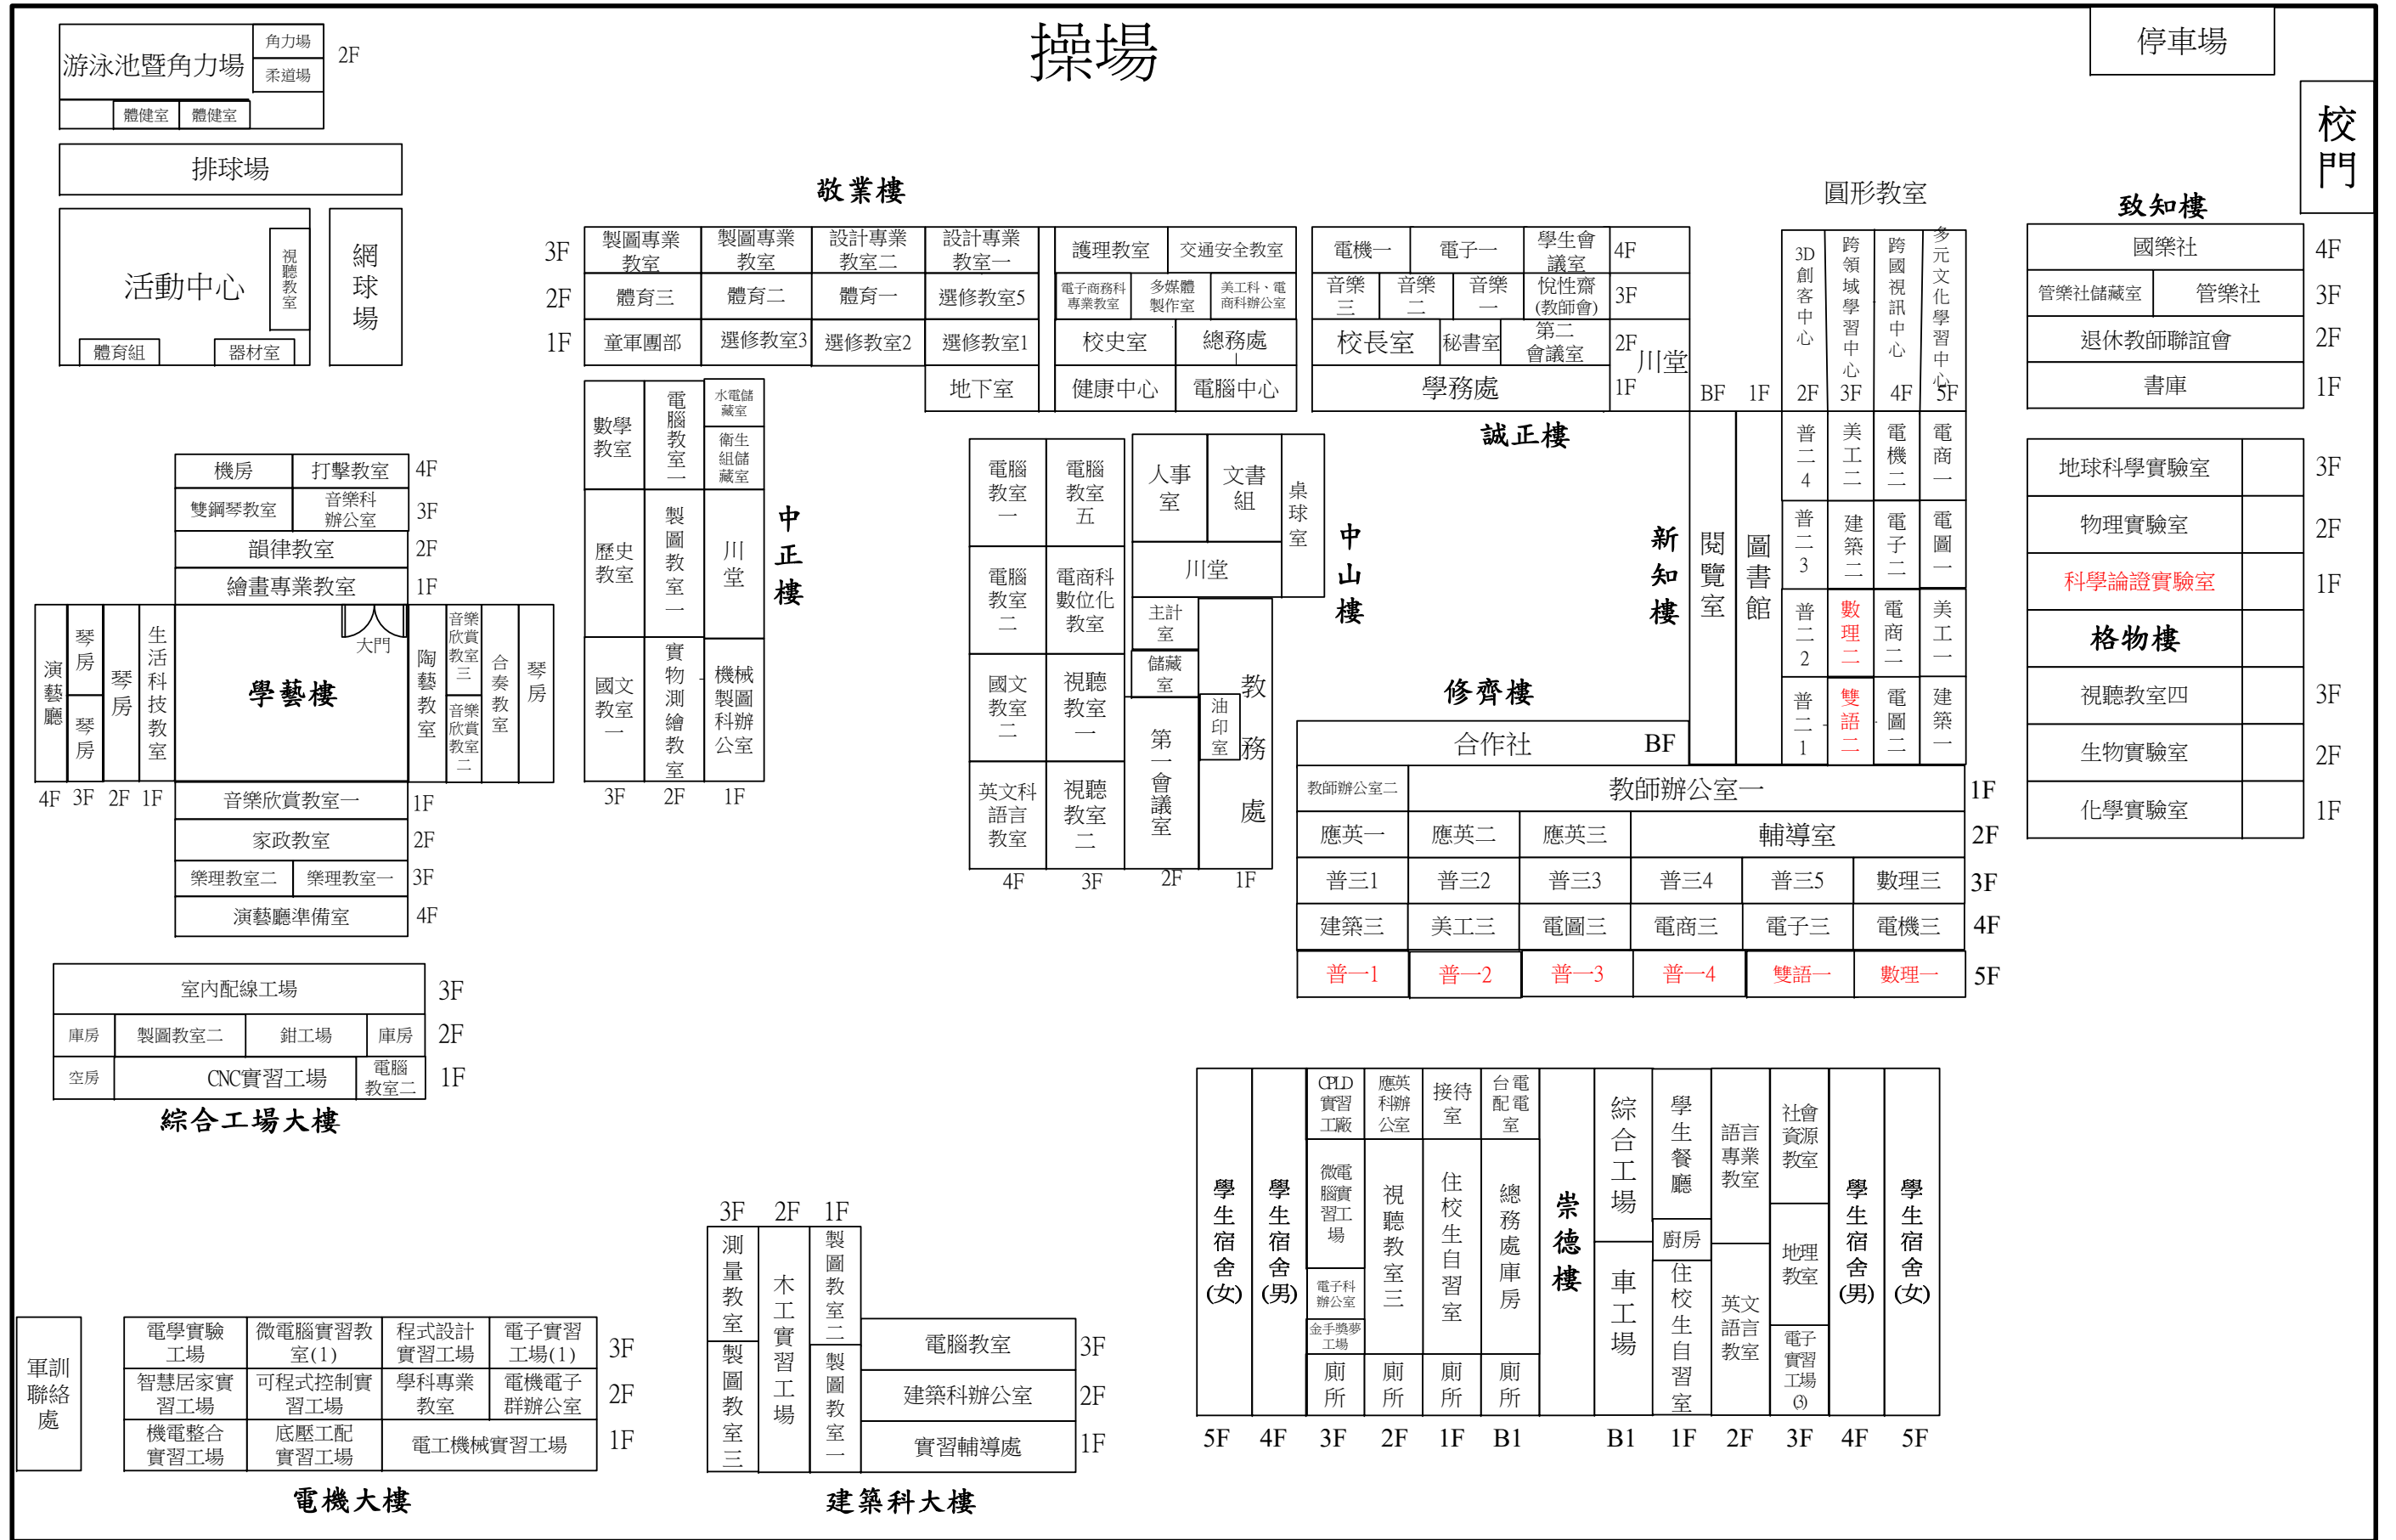 操場
停車場
校門
游泳池暨角力場
角力場
柔道場
2F
體健室
體健室
排球場
活動中心
視聽教室
體育組
器材室
網球場
敬業樓
3F
製圖專業
教室
製圖專業
教室
設計專業
教室二
設計專業
教室一
護理教室
交通安全教室
2F
體育三
體育二
體育一
選修教室5
電子商務科
專業教室
多媒體
製作室
美工科、電
商科辦公室
1F
童軍團部
選修教室3
選修教室2
選修教室1
校史室
總務處
地下室
健康中心
電腦中心
電機一
電子一
學生會
議室
4F
音樂三
音樂二
音樂一
悅性齋
(教師會)
3F
校長室
秘書室
第二
會議室
2F
川堂
學務處
1F
誠正樓
圓形教室
3D創客中心
跨領域學習中心
跨國視訊中心
多元文化學習中心
BF
1F
2F
3F
4F
5F
閱覽室
圖書館
普二4
美工二
電機二
電商一
普二3
建築二
電子二
電圖一
普二2
數理二
電商二
美工一
普二1
雙語二
電圖二
建築一
新知樓
致知樓
國樂社
4F
管樂社儲藏室
管樂社
3F
退休教師聯誼會
2F
書庫
1F
地球科學實驗室
3F
物理實驗室
2F
科學論證實驗室
1F
格物樓
視聽教室四
3F
生物實驗室
2F
化學實驗室
1F
數學
教室
電腦教室一
水電儲
藏室
衛生
組儲
藏室
歷史
教室
製圖教室一
川堂
國文
教室
一
實物測繪教室
機械
製圖
科辦
公室
3F
2F
1F
中正樓
電腦
教室
一
電腦
教室
五
人事
室
文書
組
桌球室
川堂
電腦
教室
二
電商科
數位化
教室
主計
室
儲藏
室
國文
教室
二
視聽
教室
一
油印室
教務處
英文科
語言
教室
視聽
教室
二
第一會議室
4F
3F
2F
1F
中山樓
機房
打擊教室
4F
雙鋼琴教室
音樂科
辦公室
3F
韻律教室
2F
繪畫專業教室
1F
演藝廳
琴房
琴房
琴房
生活科技教室
大門
學藝樓
陶藝教室
音樂
欣賞
教室
三
音樂
欣賞
教室
二
合奏教室
琴房
4F
3F
2F
1F
音樂欣賞教室一
1F
家政教室
2F
樂理教室二
樂理教室一
3F
演藝廳準備室
4F
修齊樓
合作社
BF
教師辦公室二
教師辦公室一
1F
應英一
應英二
應英三
輔導室
2F
普三1
普三2
普三3
普三4
普三5
數理三
3F
建築三
美工三
電圖三
電商三
電子三
電機三
4F
普一1
普一2
普一3
普一4
雙語一
數理一
5F
室內配線工場
3F
庫房
製圖教室二
鉗工場
庫房
2F
空房
CNC實習工場
電腦
教室二
1F
綜合工場大樓
軍訓
聯絡
處
電學實驗
工場
微電腦實習教
室(1)
程式設計
實習工場
電子實習
工場(1)
3F
智慧居家實
習工場
可程式控制實
習工場
學科專業
教室
電機電子
群辦公室
2F
機電整合
實習工場
底壓工配
實習工場
電工機械實習工場
1F
電機大樓
3F
2F
1F
測量教室
木工實習工場
製圖教室二
製圖教室三
製圖教室一
電腦教室
3F
建築科辦公室
2F
實習輔導處
1F
建築科大樓
學生宿舍(女)
學生宿舍(男)
CPLD
實習
工廠
應英
科辦
公室
接待
室
台電
配電
室
微電
腦實
習工
場
視聽教室三
住校生自習室
總務處庫房
電子科
辦公室
金手獎夢
工場
廁所
廁所
廁所
廁所
崇德樓
綜合工場
學生餐廳
語言
專業
教室
社會
資源
教室
學生宿舍(男)
學生宿舍(女)
廚房
車工場
住校生自習室
英文
語言
教室
地理
教室
電子
實習
工場
(3)
5F
4F
3F
2F
1F
B1
B1
1F
2F
3F
4F
5F